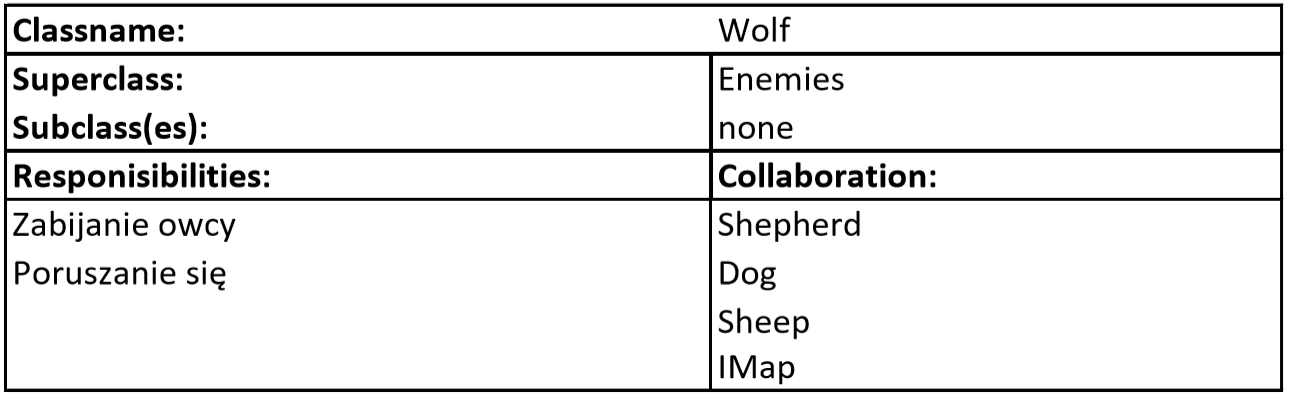 Classname: Wolf
Superclass: Enemies
Subclass(es): none
Responisibilities: Collaboration:
Zabijanie owcy Shepherd
Poruszanie się Dog
Sheep
IMap